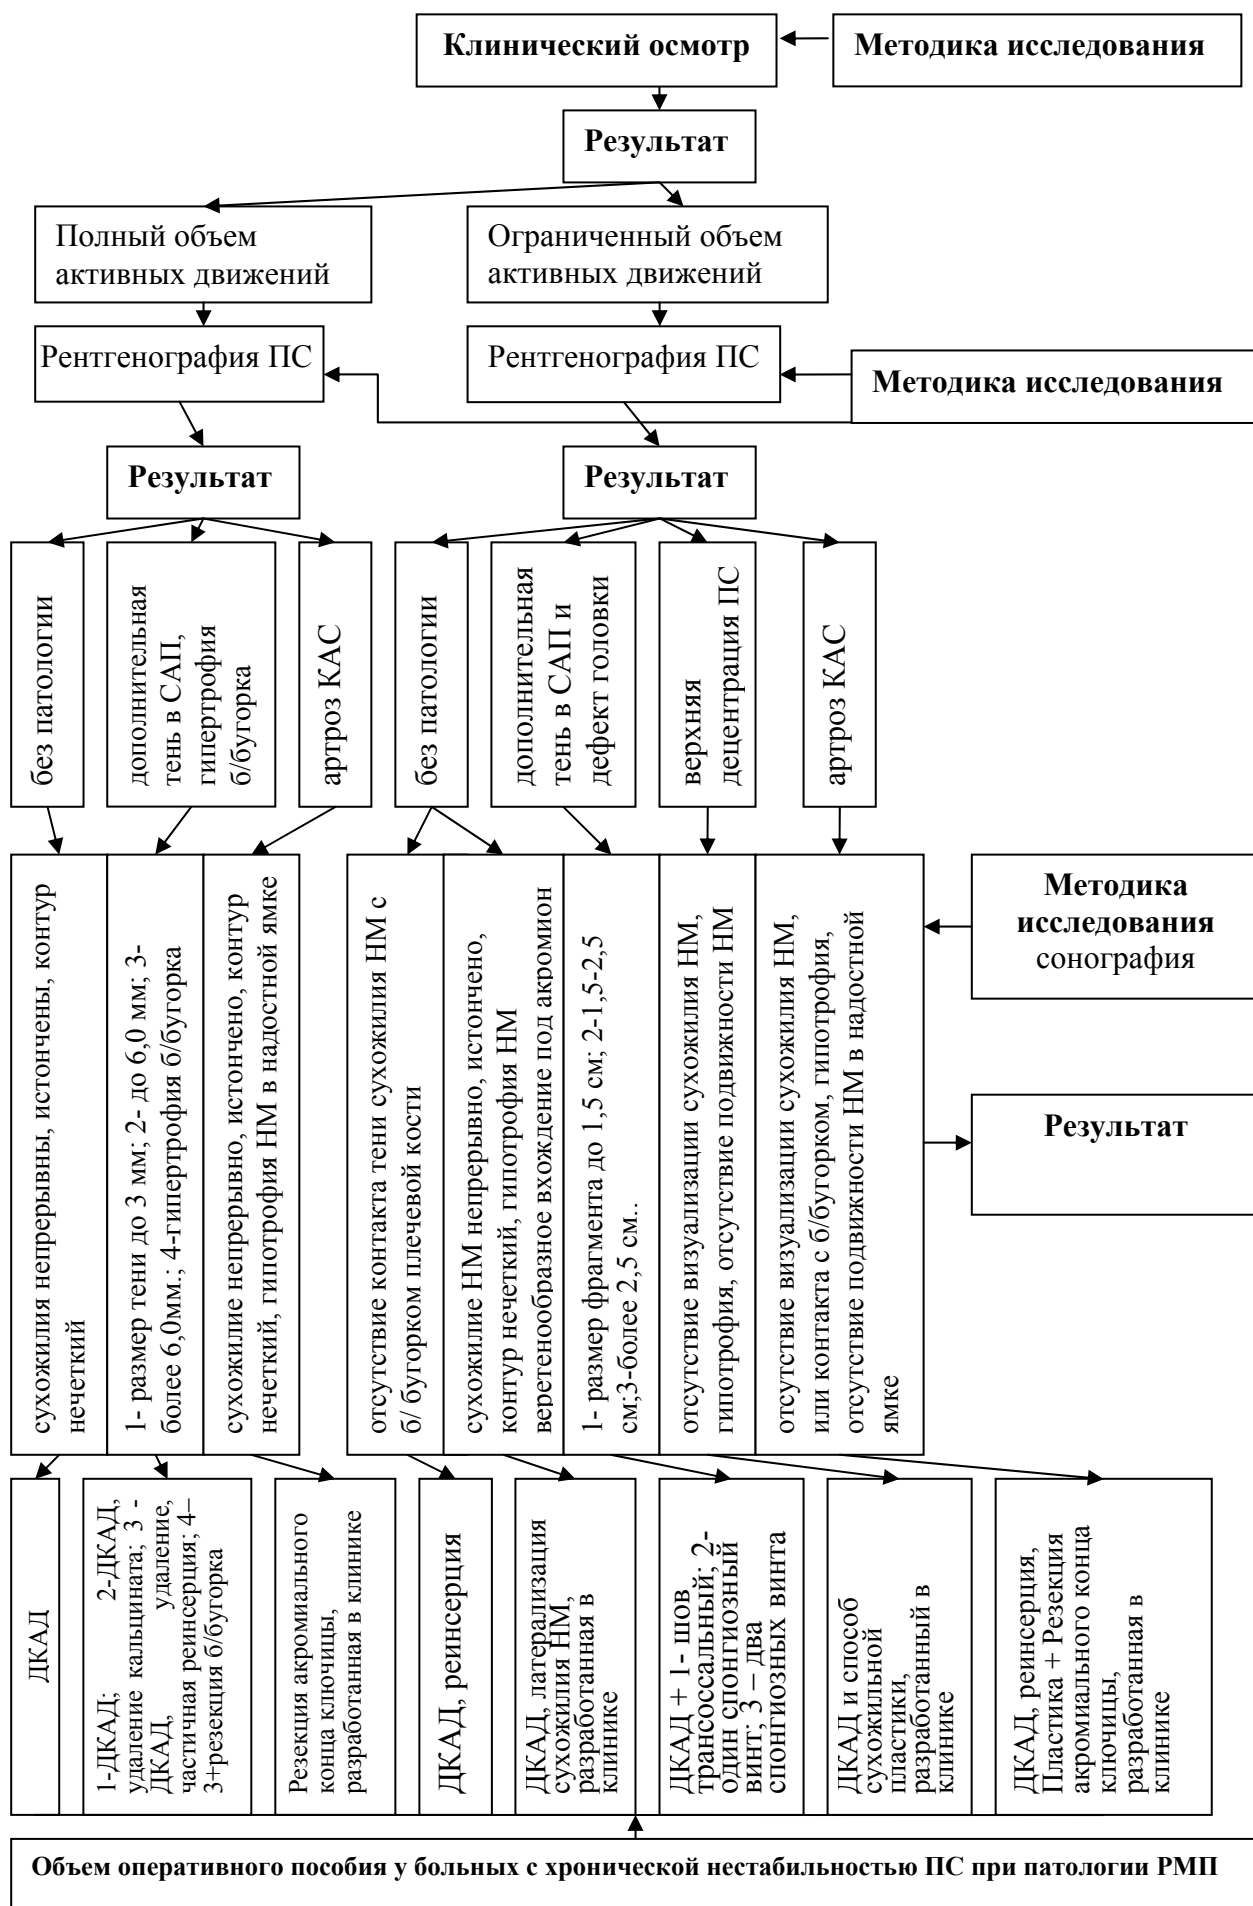 Клинический осмотр
Методика исследования
Результат
Полный объем
активных движений
Ограниченный объем
активных движений
Рентгенография ПС
Рентгенография ПС
Методика исследования
Результат
Результат
без патологии
дополнительная
тень в САП,
гипертрофия
б/бугорка
артроз КАС
без патологии
дополнительная
тень в САП и
дефект головки
верхняя
децентрация ПС
артроз КАС
сухожилия непрерывны, истончены, контур
нечеткий
1- размер тени до 3 мм; 2- до 6,0 мм; 3-
более 6,0мм.; 4-гипертрофия б/бугорка
сухожилие непрерывно, истончено, контур
нечеткий, гипотрофия НМ в надостной ямке
отсутствие контакта тени сухожилия НМ с
б/ бугорком плечевой кости
сухожилие НМ непрерывно, истончено,
контур нечеткий, гипотрофия НМ
веретенообразное вхождение под акромион
1- размер фрагмента до 1,5 см; 2-1,5-2,5
см;3-более 2,5 см..
отсутствие визуализации сухожилия НМ,
гипотрофия, отсутствие подвижности НМ
отсутствие визуализации сухожилия НМ,
или контакта с б/бугорком, гипотрофия,
отсутствие подвижности НМ в надостной
ямке
Методика
исследования
сонография
Результат
ДКАД
1-ДКАД; 2-ДКАД,
удаление кальцината; 3 -
ДКАД, удаление,
частичная реинсерция; 4–
3+резекция б/бугорка
Резекция акромиального
конца ключицы,
разработанная в клинике
ДКАД, реинсерция
ДКАД, латерализация
сухожилия НМ,
разработанная в
клинике
ДКАД + 1- шов
трансоссальный; 2-
один спонгиозный
винт; 3 – два
спонгиозных винта
ДКАД и способ
сухожильной
пластики,
разработанный в
клинике
ДКАД, реинсерция,
Пластика + Резекция
акромиального конца
ключицы,
разработанная в
клинике
Объем оперативного пособия у больных с хронической нестабильностью ПС при патологии РМП